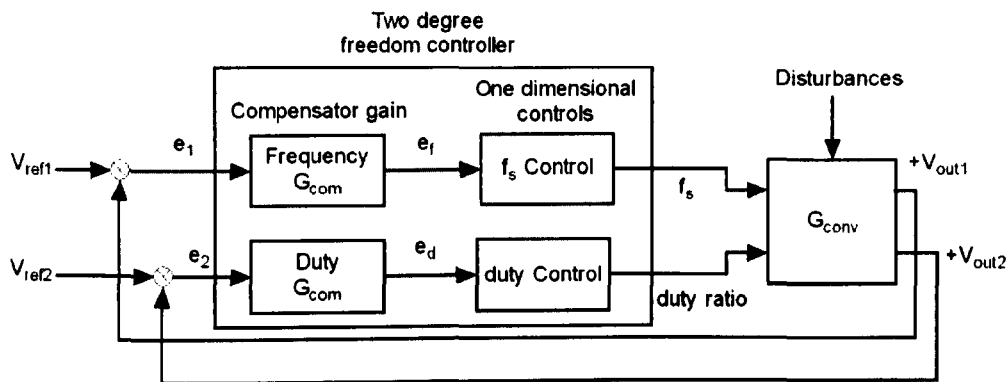 Two degree
freedom controller
Disturbances
Compensator gain
One dimensional
controls
V_ref1
e_1
Frequency
G_com
e_f
f_s Control
f_s
G_conv
+V_out1
V_ref2
e_2
Duty
G_com
e_d
duty Control
duty ratio
+V_out2